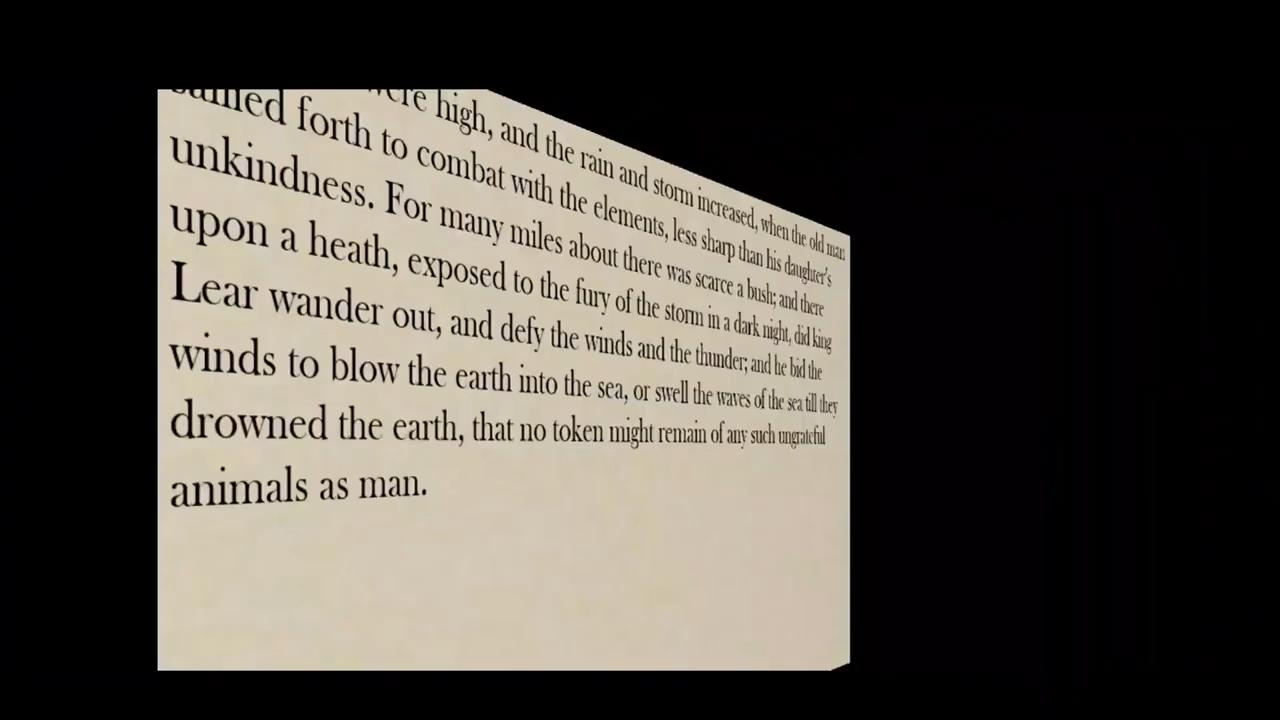 were high, and the rain and storm increased, when the old man
sallied forth to combat with the elements, less sharp than his daughter's
unkindness. For many miles about there was scarce a bush; and there
upon a heath, exposed to the fury of the storm in a dark night, did king
Lear wander out, and defy the winds and the thunder; and he bid the
winds to blow the earth into the sea, or swell the waves of the sea till they
drowned the earth, that no token might remain of any such ungrateful
animals as man.